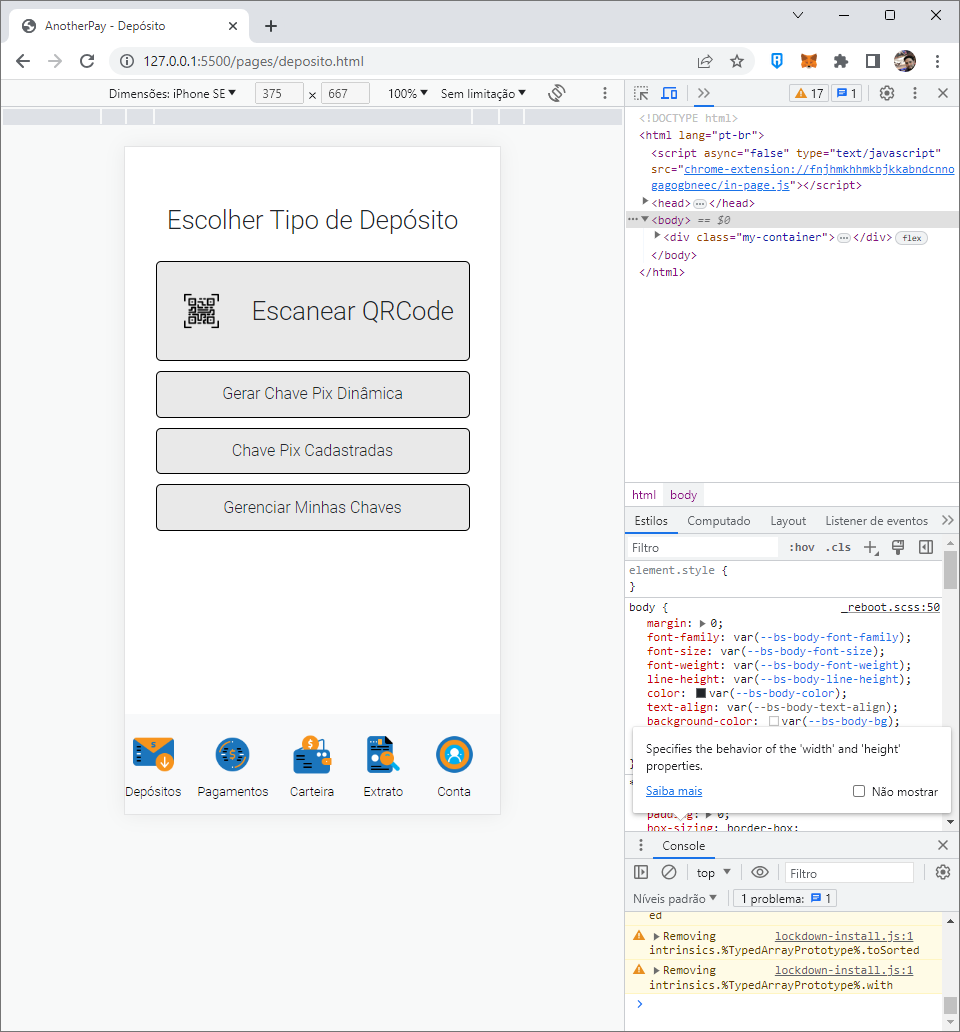 AnotherPay - Depósito
127.0.0.1:5500/pages/deposito.html
Dimensões: iPhone SE
375
×
667
100%
Sem limitação
17
1
Escolher Tipo de Depósito
Escanear QRCode
Gerar Chave Pix Dinâmica
Chave Pix Cadastradas
Gerenciar Minhas Chaves
Depósitos
Pagamentos
Carteira
Extrato
Conta
<!DOCTYPE html>
<html lang="pt-br">
<script async="false" type="text/javascript"
src="chrome-extension://fnjhmkhhmkbjkkabndcnno
gagogbneec/in-page.js"></script>
<head>…</head>
<body> == $0
<div class="my-container">…</div> flex
</body>
</html>
html body
Estilos Computado Layout Listener de eventos
Filtro :hov .cls
element.style {
}
body { _reboot.scss:50
margin: 0;
font-family: var(--bs-body-font-family);
font-size: var(--bs-body-font-size);
font-weight: var(--bs-body-font-weight);
line-height: var(--bs-body-line-height);
color: var(--bs-body-color);
text-align: var(--bs-body-text-align);
background-color: var(--bs-body-bg);
Specifies the behavior of the 'width' and 'height'
properties.
Saiba mais Não mostrar
}
*
padding: 0;
box-sizing: border-box;
Console
top Filtro
Níveis padrão 1 problema: 1
ed
Removing lockdown-install.js:1
intrinsics.%TypedArrayPrototype%.toSorted
Removing lockdown-install.js:1
intrinsics.%TypedArrayPrototype%.with